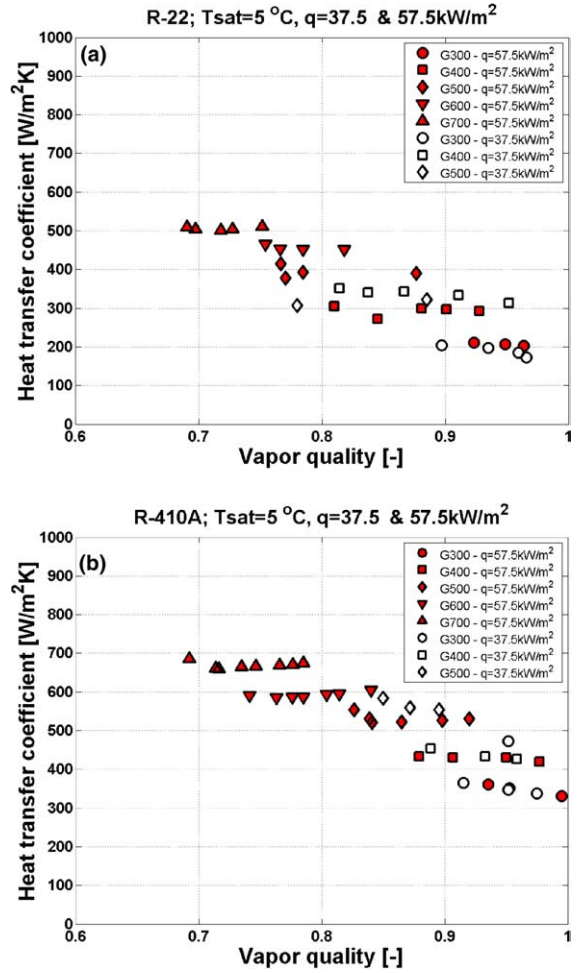 R-22; Tsat=5 °C, q=37.5 & 57.5kW/m²
(a)
Heat transfer coefficient [W/m²K]
1000
900
800
700
600
500
400
300
200
100
0
G300 - q=57.5kW/m²
G400 - q=57.5kW/m²
G500 - q=57.5kW/m²
G600 - q=57.5kW/m²
G700 - q=57.5kW/m²
G300 - q=37.5kW/m²
G400 - q=37.5kW/m²
G500 - q=37.5kW/m²
0.6 0.7 0.8 0.9 1
Vapor quality [-]
R-410A; Tsat=5 °C, q=37.5 & 57.5kW/m²
(b)
Heat transfer coefficient [W/m²K]
1000
900
800
700
600
500
400
300
200
100
0
G300 - q=57.5kW/m²
G400 - q=57.5kW/m²
G500 - q=57.5kW/m²
G600 - q=57.5kW/m²
G700 - q=57.5kW/m²
G300 - q=37.5kW/m²
G400 - q=37.5kW/m²
G500 - q=37.5kW/m²
0.6 0.7 0.8 0.9 1
Vapor quality [-]